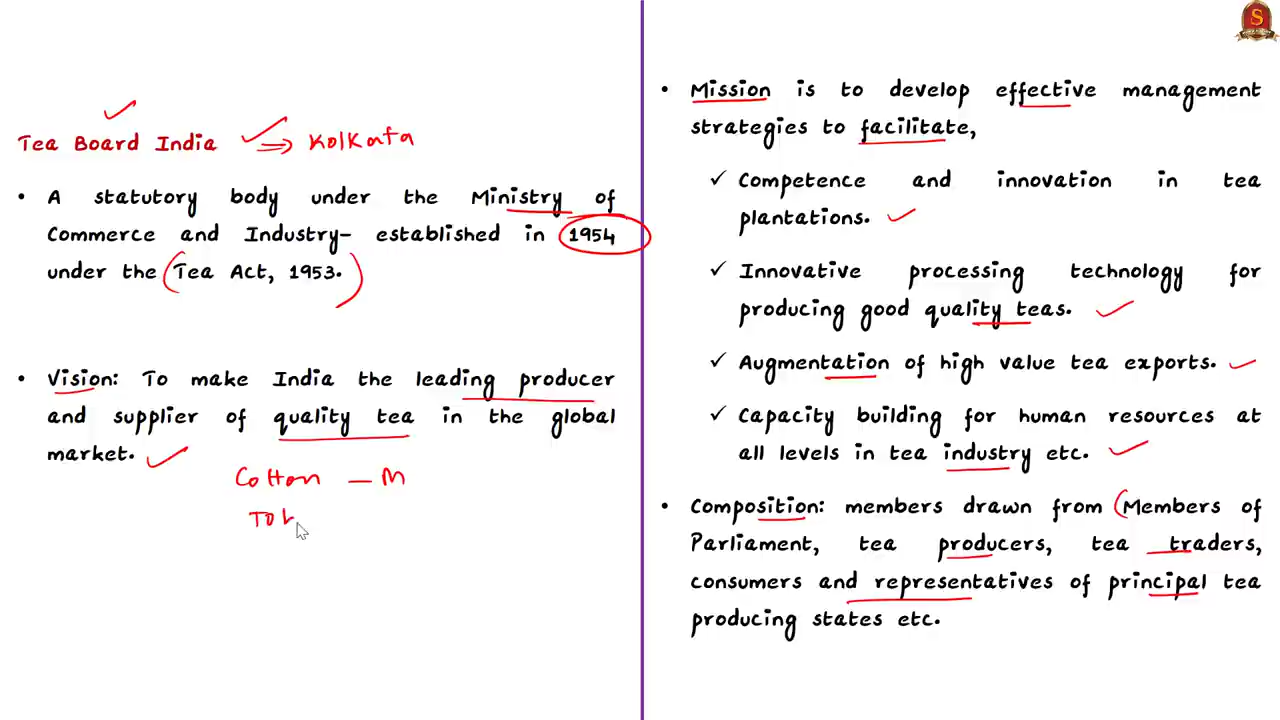 Tea Board India ⇒ Kolkata
• A statutory body under the Ministry of
Commerce and Industry- established in 1954
under the (Tea Act, 1953.)
• Vision: To make India the leading producer
and supplier of quality tea in the global
market.
Cotton - M
• Mission is to develop effective management
strategies to facilitate,
✓ Competence and innovation in tea
plantations.
✓ Innovative processing technology for
producing good quality teas.
✓ Augmentation of high value tea exports.
✓ Capacity building for human resources at
all levels in tea industry etc.
• Composition: members drawn from (Members of
Parliament, tea producers, tea traders,
consumers and representatives of principal tea
producing states etc.
S